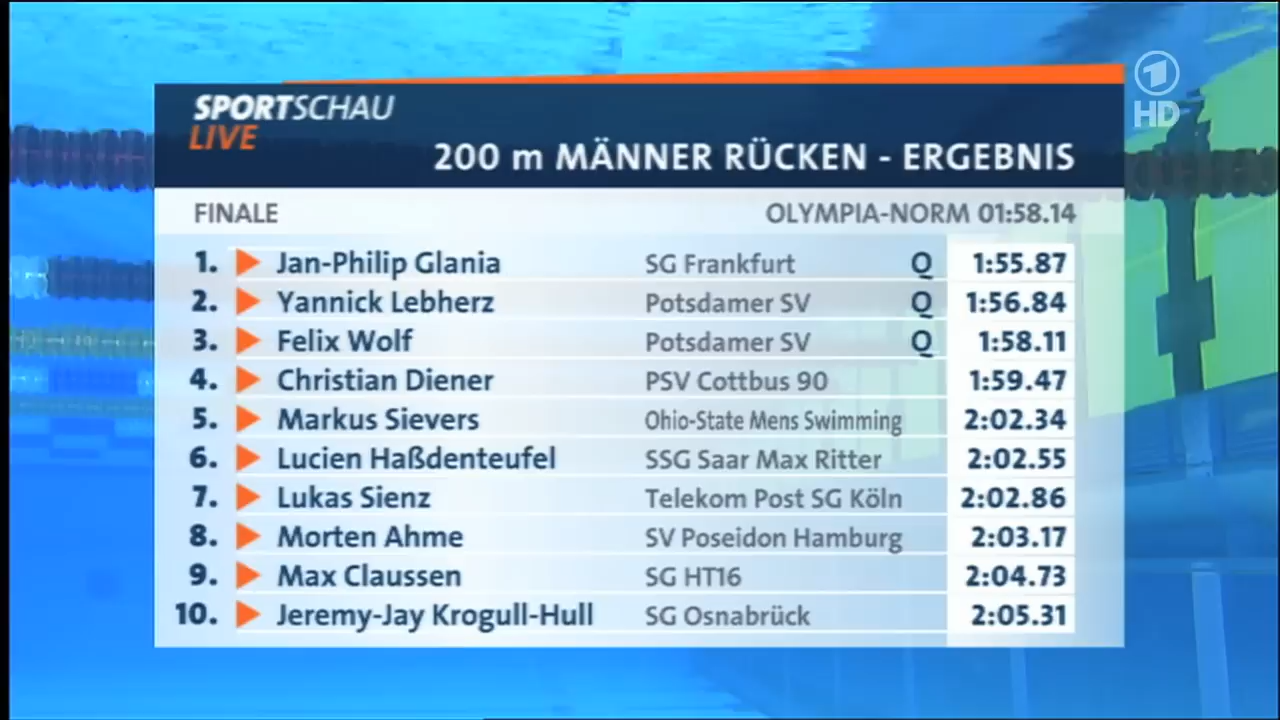 SPORTSCHAU
LIVE
1
HD
200 m MÄNNER RÜCKEN - ERGEBNIS
FINALE OLYMPIA-NORM 01:58.14
1. Jan-Philip Glania SG Frankfurt Q 1:55.87
2. Yannick Lebherz Potsdamer SV Q 1:56.84
3. Felix Wolf Potsdamer SV Q 1:58.11
4. Christian Diener PSV Cottbus 90 1:59.47
5. Markus Sievers Ohio-State Mens Swimming 2:02.34
6. Lucien Haßdenteufel SSG Saar Max Ritter 2:02.55
7. Lukas Sienz Telekom Post SG Köln 2:02.86
8. Morten Ahme SV Poseidon Hamburg 2:03.17
9. Max Claussen SG HT16 2:04.73
10. Jeremy-Jay Krogull-Hull SG Osnabrück 2:05.31